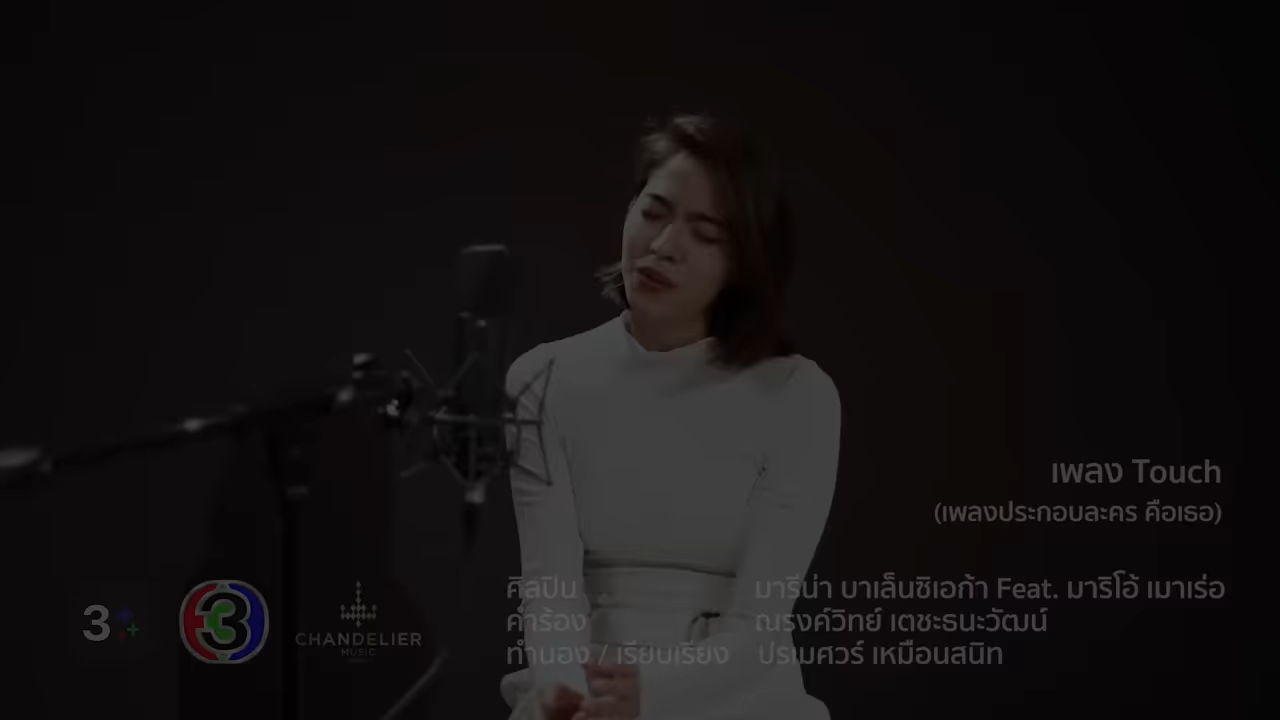 เพลง Touch
(เพลงประกอบละคร คือเธอ)
ศิลปิน มารีน่า บาเล็นซิเอก้า Feat. มาริโอ้ เมาเร่อ
คำร้อง ณรงค์วิทย์ เตชะธนะวัฒน์
ทำนอง / เรียบเรียง ปรเมศวร์ เหมือนสนิท
3+
3
CHANDELIER
MUSIC